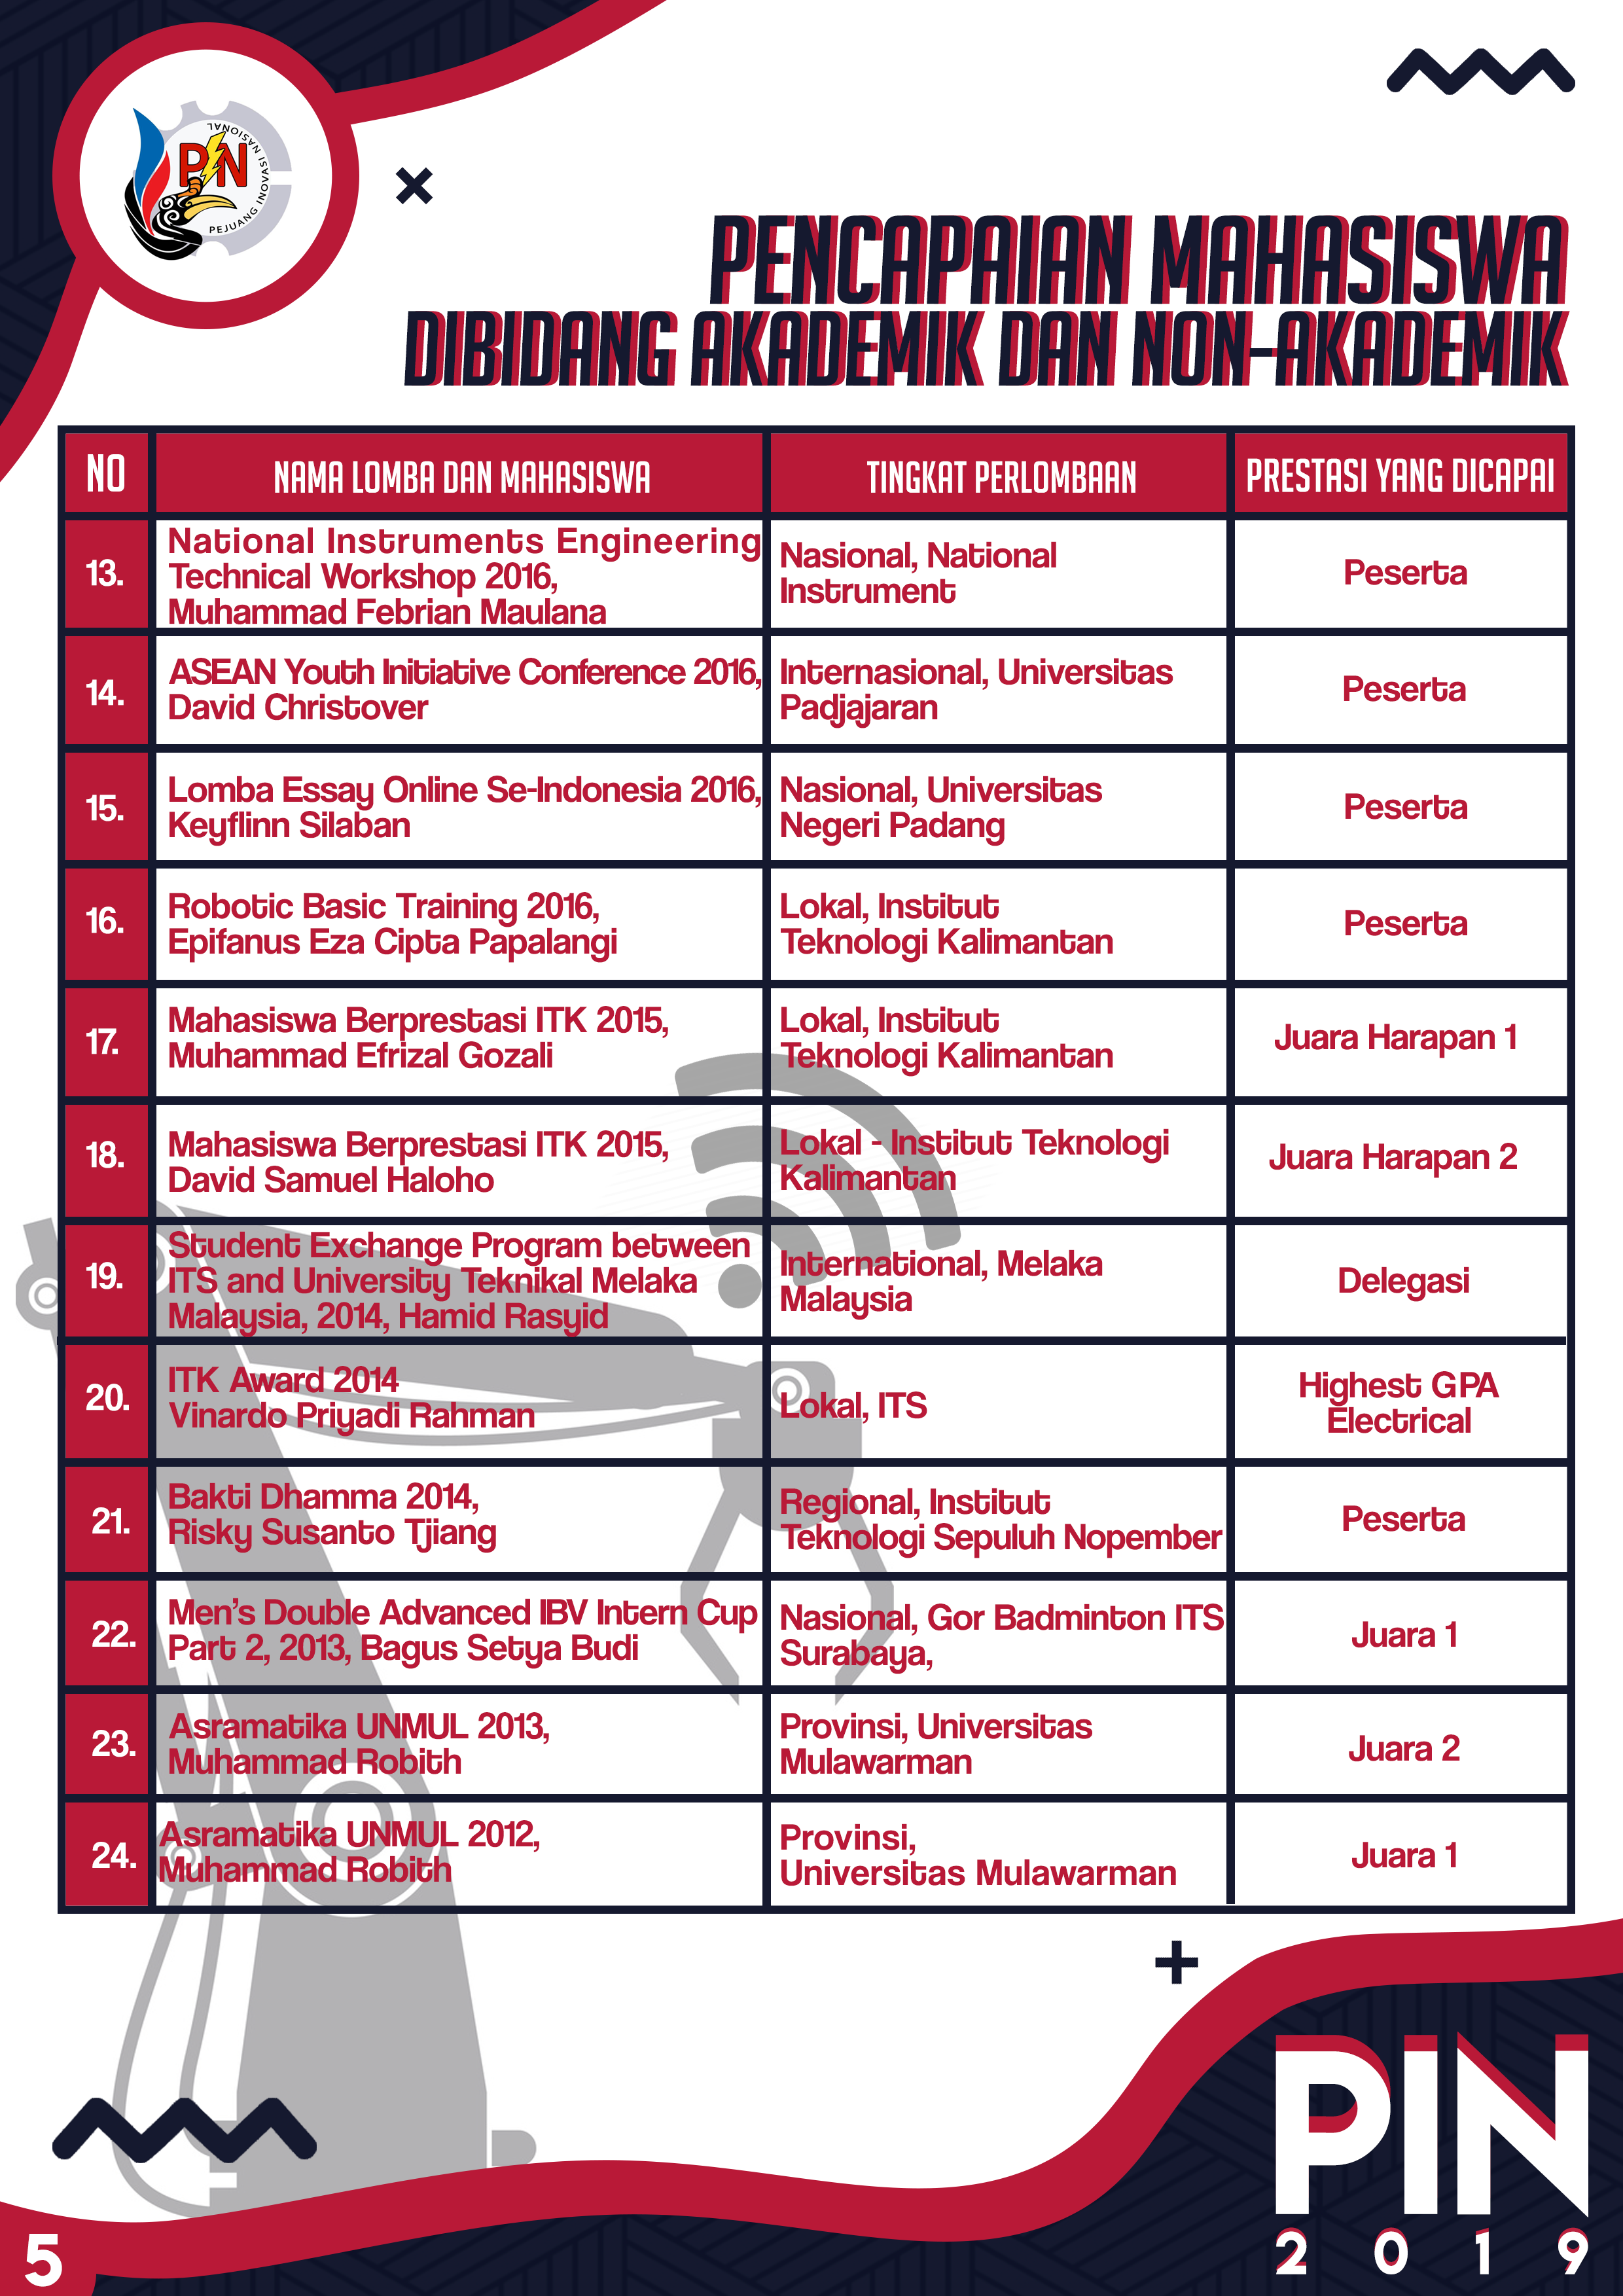 PIN
PEJUANG INOVASI NASIONAL
PENCAPAIAN MAHASISWA
DIBIDANG AKADEMIK DAN NON-AKADEMIK
NO
NAMA LOMBA DAN MAHASISWA
TINGKAT PERLOMBAAN
PRESTASI YANG DICAPAI
13.
National Instruments Engineering
Technical Workshop 2016,
Muhammad Febrian Maulana
Nasional, National
Instrument
Peserta
14.
ASEAN Youth Initiative Conference 2016,
David Christover
Internasional, Universitas
Padjajaran
Peserta
15.
Lomba Essay Online Se-Indonesia 2016,
Keyflinn Silaban
Nasional, Universitas
Negeri Padang
Peserta
16.
Robotic Basic Training 2016,
Epifanus Eza Cipta Papalangi
Lokal, Institut
Teknologi Kalimantan
Peserta
17.
Mahasiswa Berprestasi ITK 2015,
Muhammad Efrizal Gozali
Lokal, Institut
Teknologi Kalimantan
Juara Harapan 1
18.
Mahasiswa Berprestasi ITK 2015,
David Samuel Haloho
Lokal - Institut Teknologi
Kalimantan
Juara Harapan 2
19.
Student Exchange Program between
ITS and University Teknikal Melaka
Malaysia, 2014, Hamid Rasyid
International, Melaka
Malaysia
Delegasi
20.
ITK Award 2014
Vinardo Priyadi Rahman
Lokal, ITS
Highest GPA
Electrical
21.
Bakti Dhamma 2014,
Risky Susanto Tjiang
Regional, Institut
Teknologi Sepuluh Nopember
Peserta
22.
Men's Double Advanced IBV Intern Cup
Part 2, 2013, Bagus Setya Budi
Nasional, Gor Badminton ITS
Surabaya,
Juara 1
23.
Asramatika UNMUL 2013,
Muhammad Robith
Provinsi, Universitas
Mulawarman
Juara 2
24.
Asramatika UNMUL 2012,
Muhammad Robith
Provinsi,
Universitas Mulawarman
Juara 1
PIN
2019
5